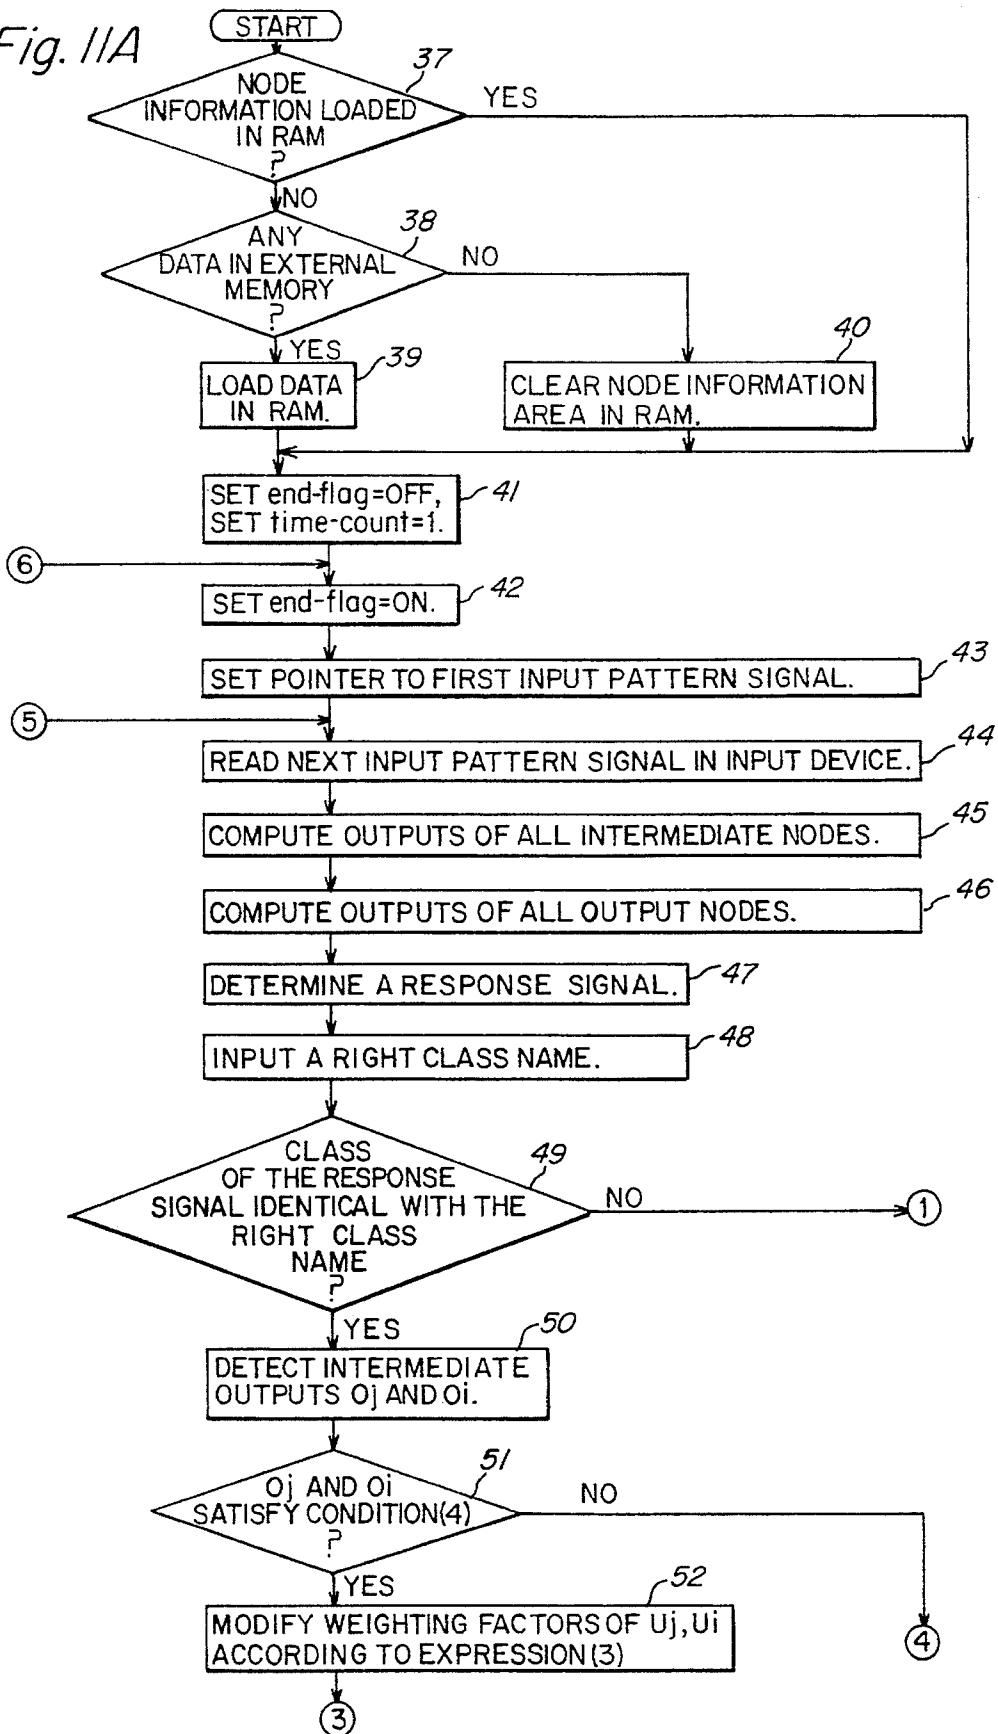 Fig. 11A
START
37
NODE
INFORMATION LOADED
IN RAM
?
YES
NO
38
ANY
DATA IN EXTERNAL
MEMORY
?
NO
YES
39
LOAD DATA
IN RAM.
40
CLEAR NODE INFORMATION
AREA IN RAM.
SET end-flag=OFF,
SET time-count=1.
41
6
SET end-flag=ON.
42
SET POINTER TO FIRST INPUT PATTERN SIGNAL.
43
5
READ NEXT INPUT PATTERN SIGNAL IN INPUT DEVICE.
44
COMPUTE OUTPUTS OF ALL INTERMEDIATE NODES.
45
COMPUTE OUTPUTS OF ALL OUTPUT NODES.
46
DETERMINE A RESPONSE SIGNAL.
47
INPUT A RIGHT CLASS NAME.
48
CLASS
OF THE RESPONSE
SIGNAL IDENTICAL WITH THE
RIGHT CLASS
NAME
?
49
NO
1
YES
50
DETECT INTERMEDIATE
OUTPUTS Oj AND Oi.
51
Oj AND Oi
SATISFY CONDITION(4)
?
NO
YES
52
MODIFY WEIGHTING FACTORS OF Uj,Ui
ACCORDING TO EXPRESSION(3)
4
3